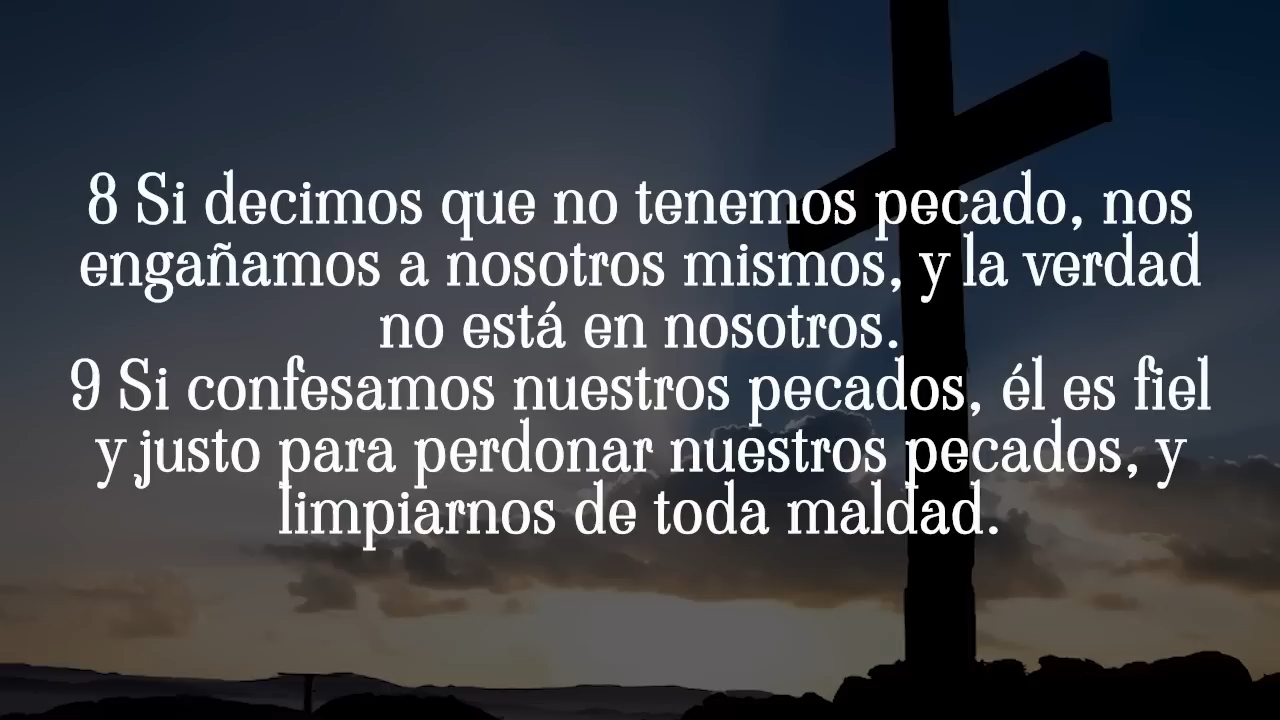 8 Si decimos que no tenemos pecado, nos
engañamos a nosotros mismos, y la verdad
no está en nosotros.
9 Si confesamos nuestros pecados, él es fiel
y justo para perdonar nuestros pecados, y
limpiarnos de toda maldad.